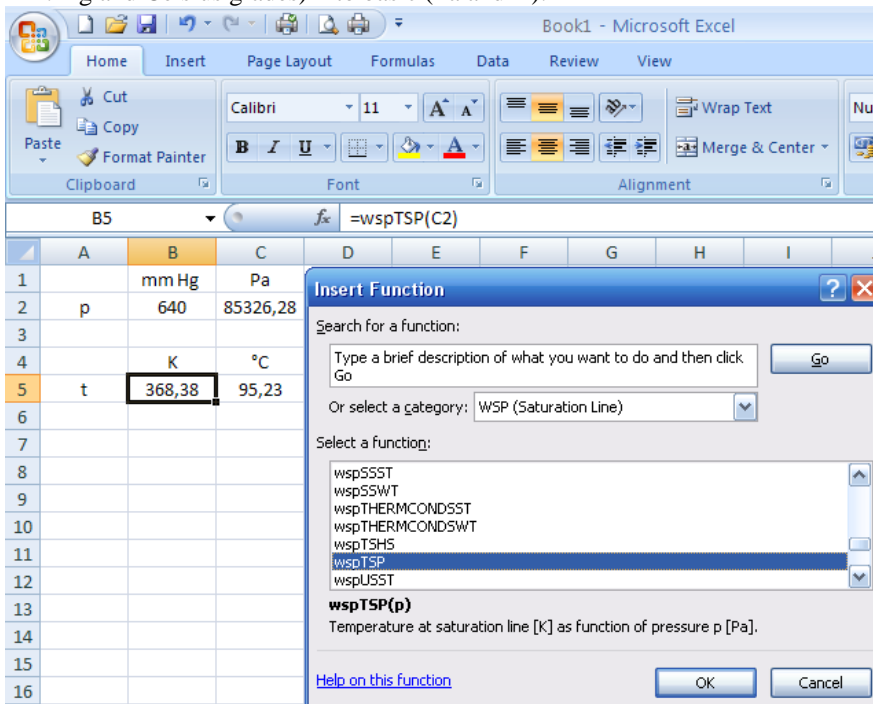 Book1 - Microsoft Excel
Home Insert Page Layout Formulas Data Review View
Cut
Copy
Format Painter
Paste
Calibri 11 A A
B I U A
Wrap Text
Merge & Center
Nu
Clipboard Font Alignment
B5 fx =wspTSP(C2)
A B C D E F G H I
1 mm Hg Pa
2 p 640 85326,28
3
4 K °C
5 t 368,38 95,23
6
7
8
9
10
11
12
13
14
15
16
Insert Function
Search for a function:
Type a brief description of what you want to do and then click
Go
Go
Or select a category: WSP (Saturation Line)
Select a function:
wspSSST
wspSSWT
wspTHERMCONDSST
wspTHERMCONDSWT
wspTSHS
wspTSP
wspUSST
wspTSP(p)
Temperature at saturation line [K] as function of pressure p [Pa].
Help on this function
OK Cancel